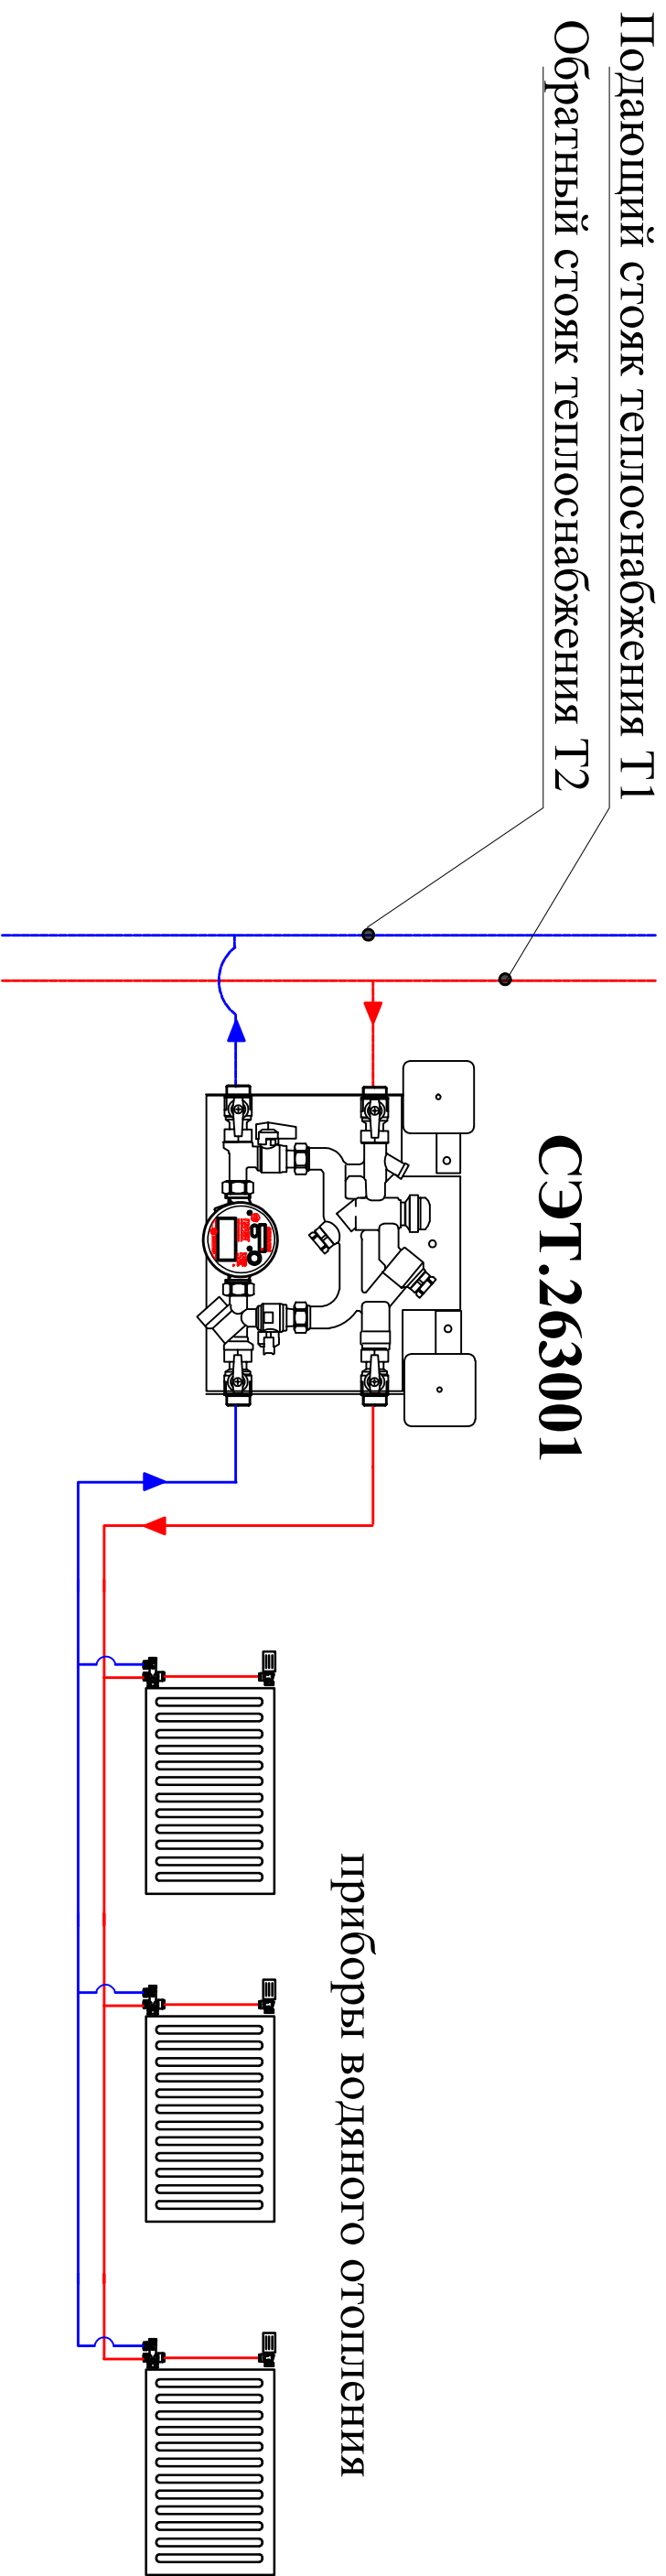 Подающий стояк теплоснабжения Т1
Обратный стояк теплоснабжения Т2
СЭТ.263001
приборы водяного отопления